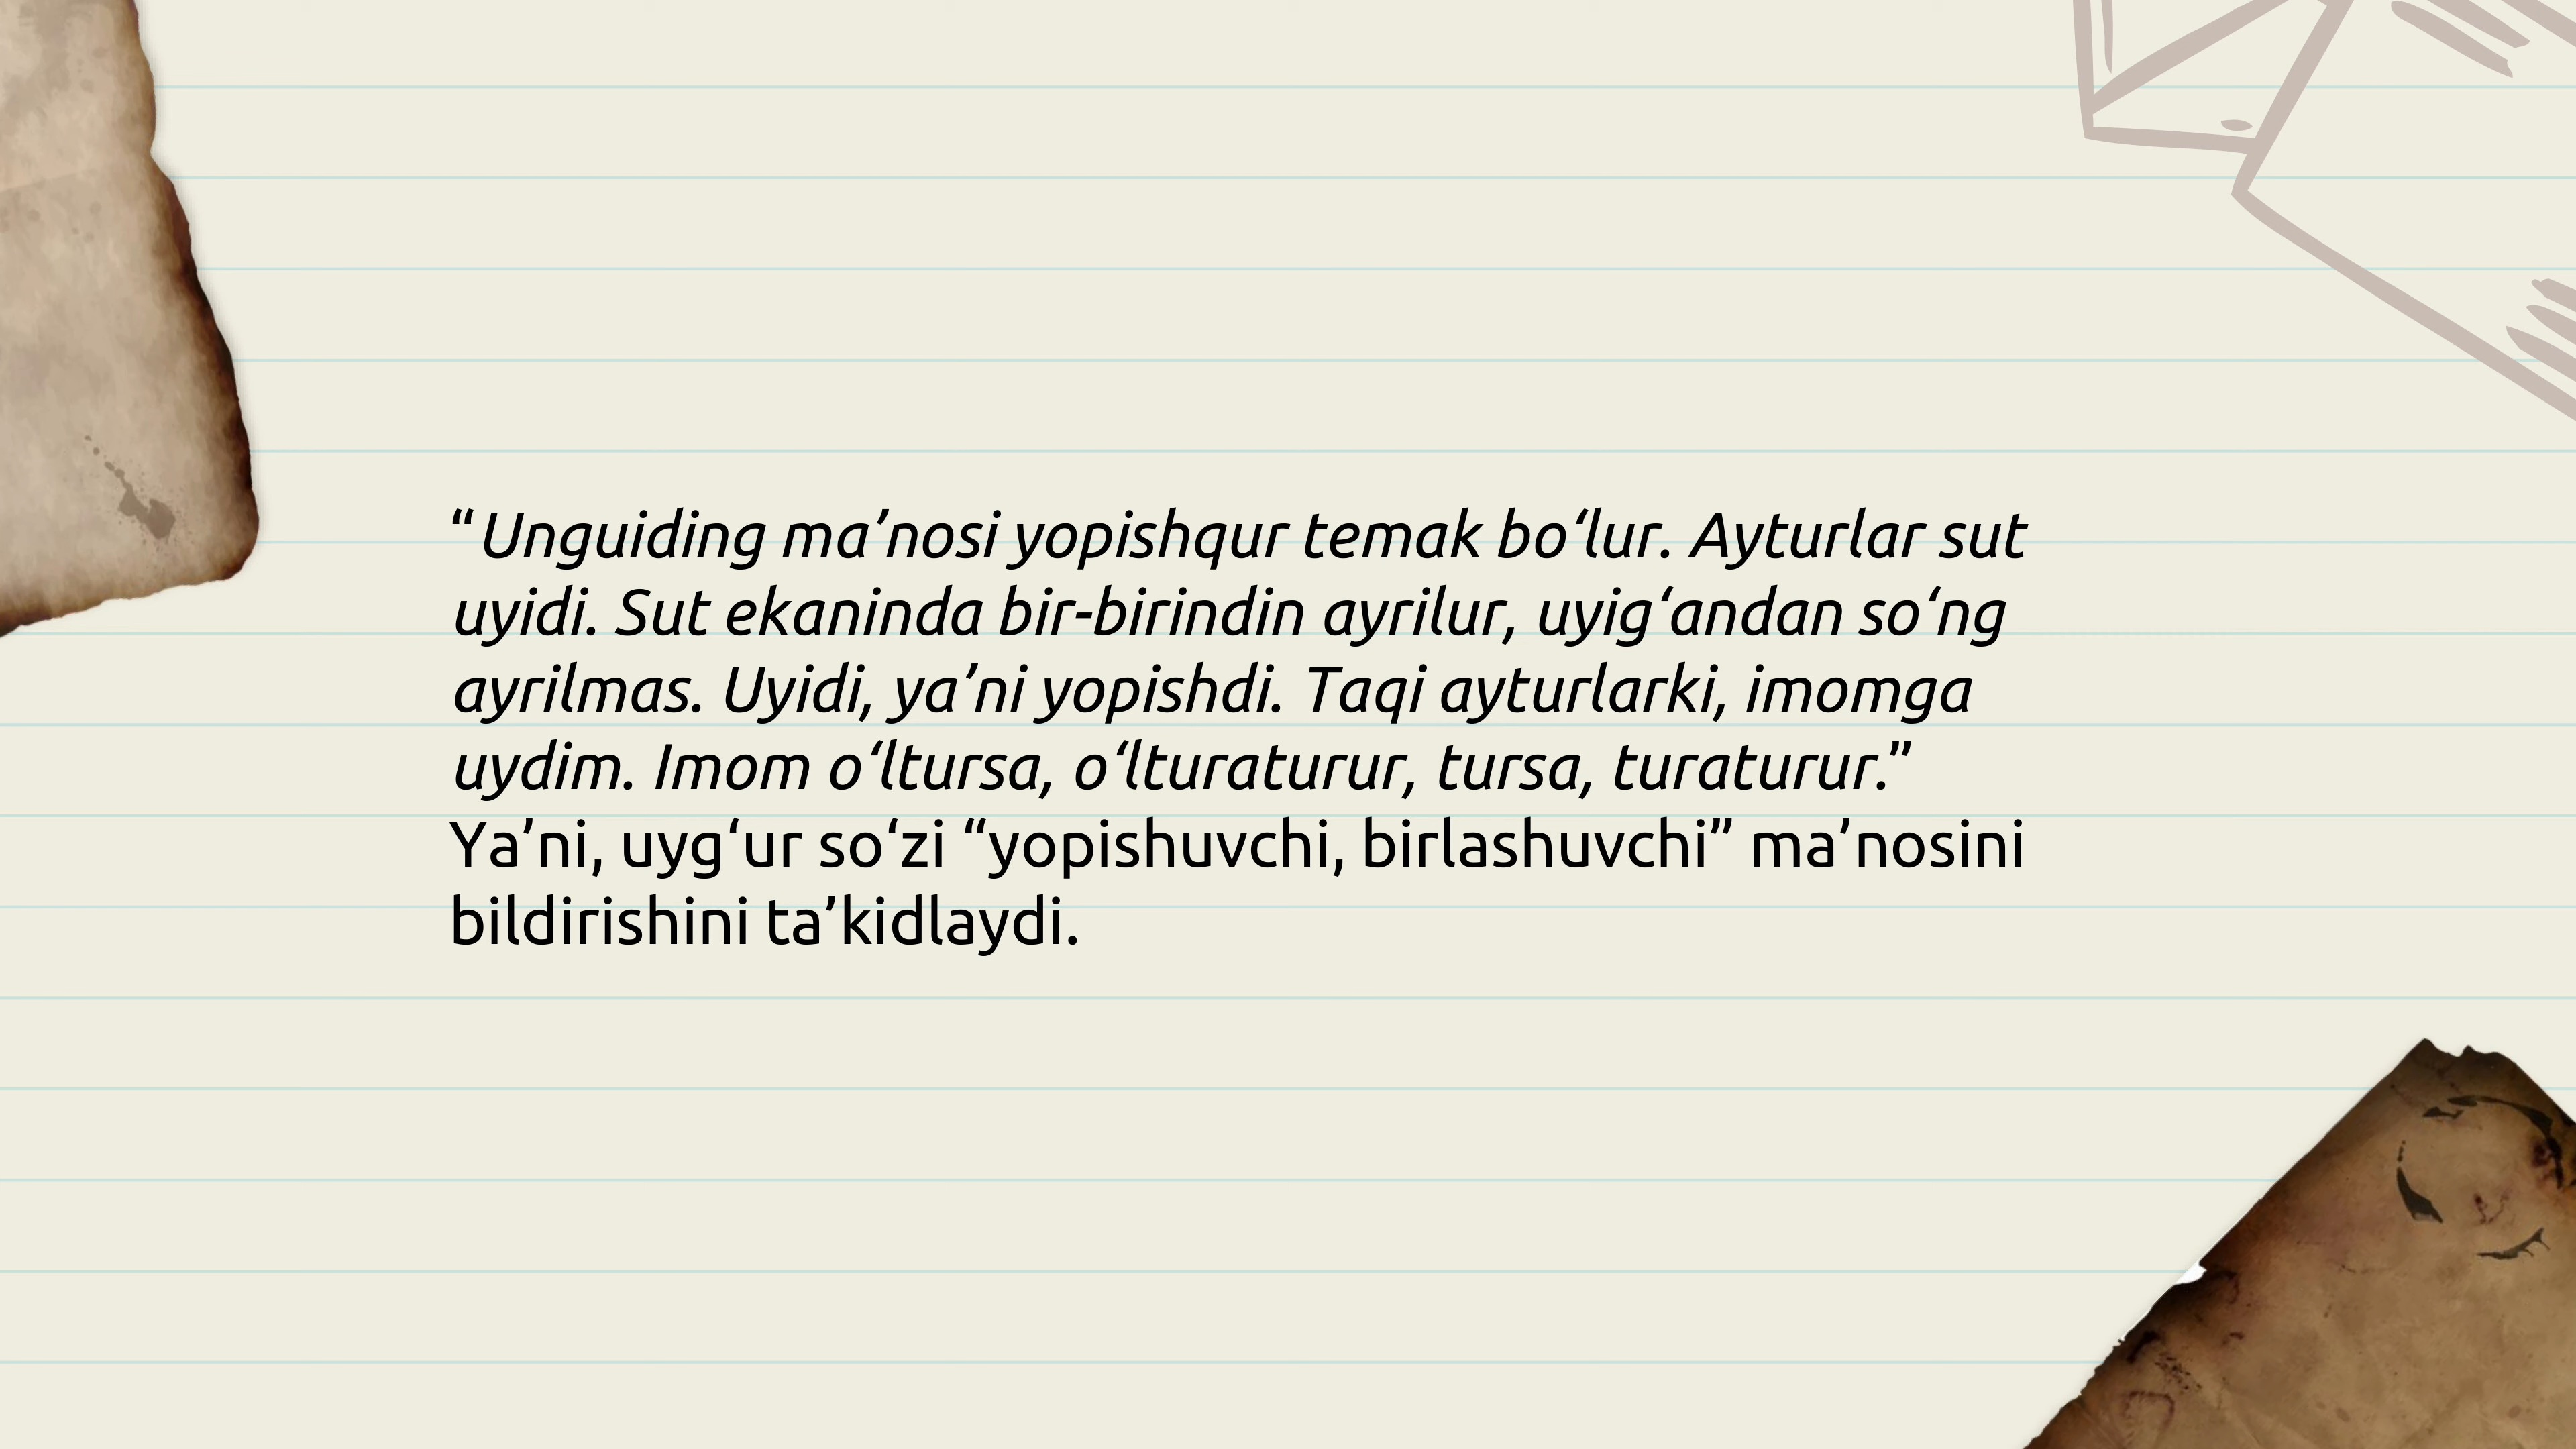 “Unguiding ma’nosi yopishqur temak bo‘lur. Ayturlar sut
uyidi. Sut ekaninda bir-birindin ayrilur, uyig‘andan so‘ng
ayrilmas. Uyidi, ya’ni yopishdi. Taqi ayturlarki, imomga
uydim. Imom o‘ltursa, o‘lturaturur, tursa, turaturur.”
Ya’ni, uyg‘ur so‘zi “yopishuvchi, birlashuvchi” ma’nosini
bildirishini ta’kidlaydi.